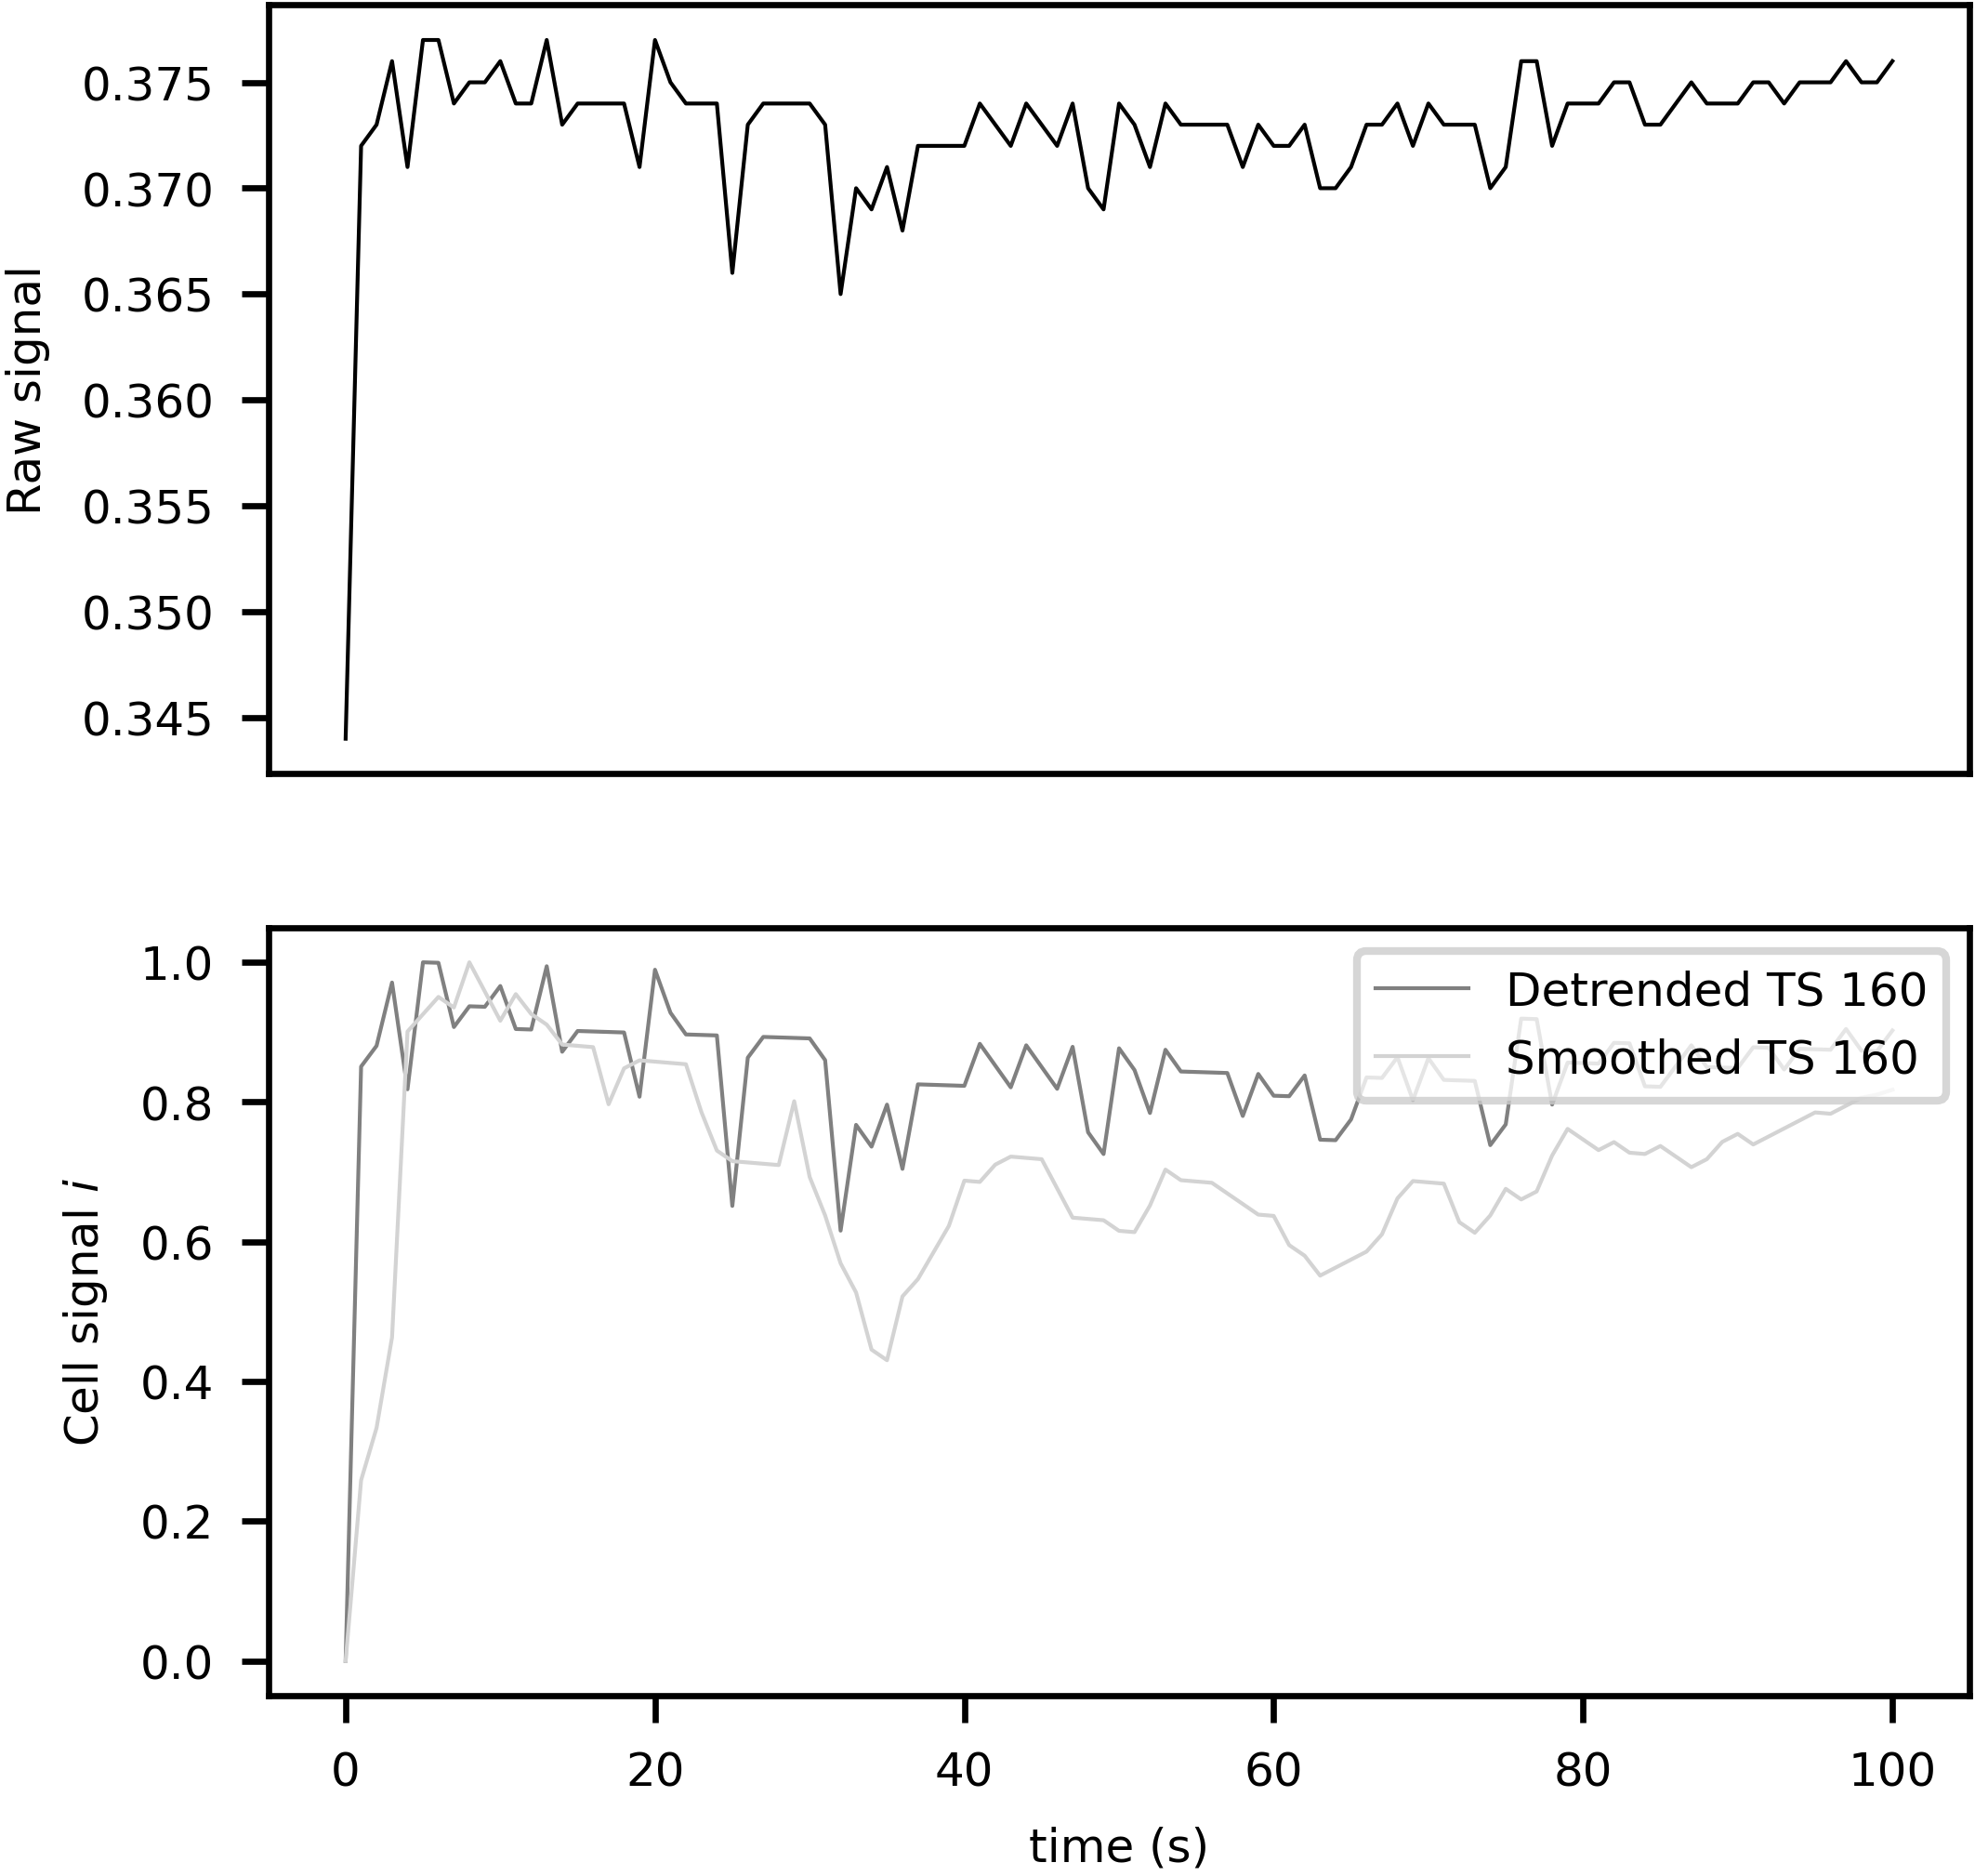 Raw signal
0.375
0.370
0.365
0.360
0.355
0.350
0.345
Cell signal i
1.0
0.8
0.6
0.4
0.2
0.0
Detrended TS 160
Smoothed TS 160
0 20 40 60 80 100
time (s)